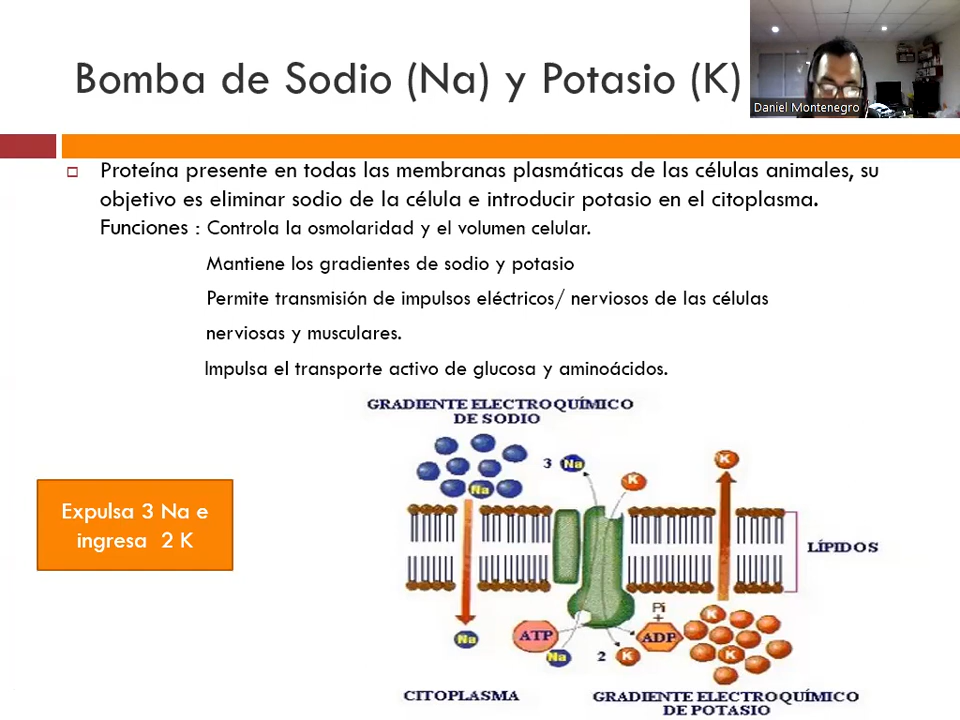 Bomba de Sodio (Na) y Potasio (K)
Daniel Montenegro
Proteína presente en todas las membranas plasmáticas de las células animales, su
objetivo es eliminar sodio de la célula e introducir potasio en el citoplasma.
Funciones : Controla la osmolaridad y el volumen celular.
Mantiene los gradientes de sodio y potasio
Permite transmisión de impulsos eléctricos/ nerviosos de las células
nerviosas y musculares.
Impulsa el transporte activo de glucosa y aminoácidos.
GRADIENTE ELECTROQUÍMICO
DE SODIO
3 Na
K
K
Na
Expulsa 3 Na e
ingresa 2 K
LÍPIDOS
Pi
+
ATP
ADP
K
Na
Na
2 K
K
CITOPLASMA
GRADIENTE ELECTROQUÍMICO
DE POTASIO